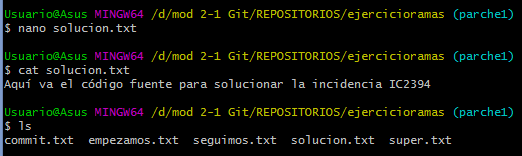 Usuario@Asus MINGW64 /d/mod 2-1 Git/REPOSITORIOS/ejercicioramas (parche1)
$ nano solucion.txt
Usuario@Asus MINGW64 /d/mod 2-1 Git/REPOSITORIOS/ejercicioramas (parche1)
$ cat solucion.txt
Aquí va el código fuente para solucionar la incidencia IC2394
Usuario@Asus MINGW64 /d/mod 2-1 Git/REPOSITORIOS/ejercicioramas (parche1)
$ ls
commit.txt  empezamos.txt  seguimos.txt  solucion.txt  super.txt